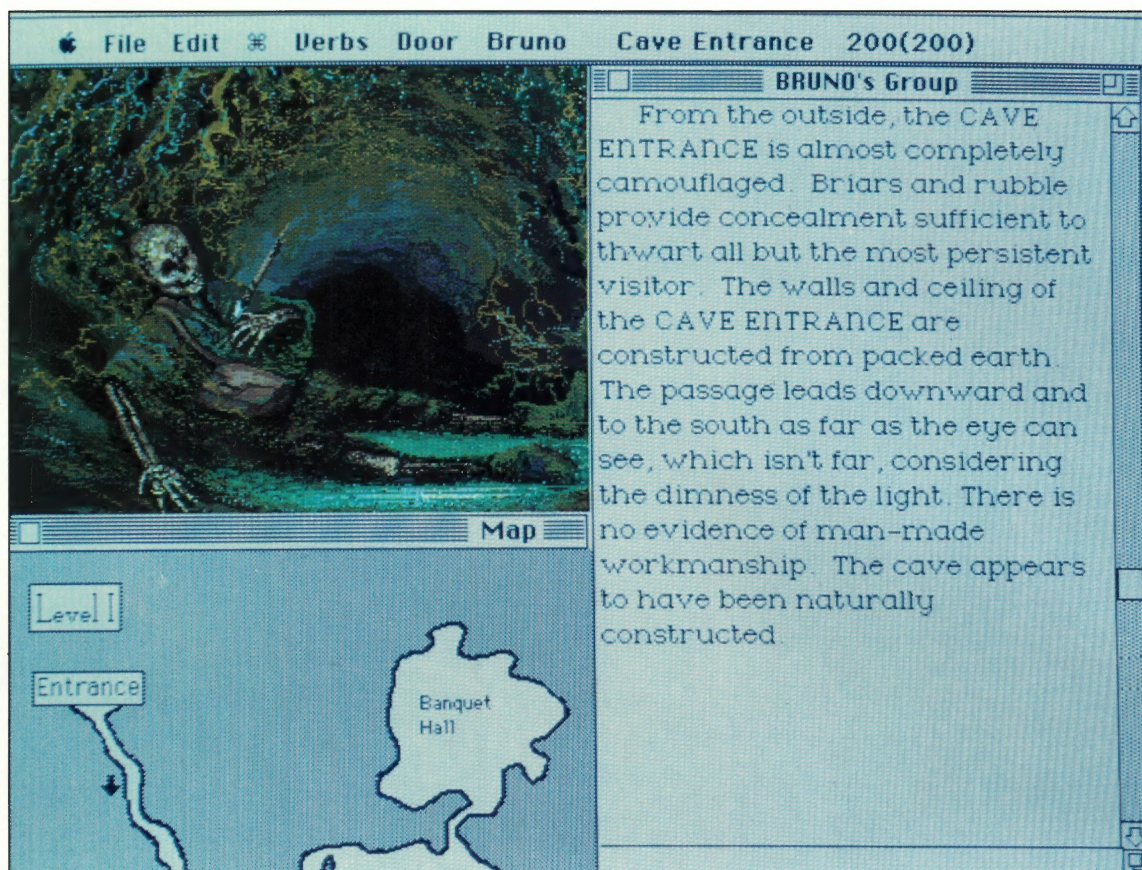 File Edit ⌘ Verbs Door Bruno Cave Entrance 200(200)
BRUNO's Group
From the outside, the CAVE
ENTRANCE is almost completely
camouflaged. Briars and rubble
provide concealment sufficient to
thwart all but the most persistent
visitor. The walls and ceiling of
the CAVE ENTRANCE are
constructed from packed earth.
The passage leads downward and
to the south as far as the eye can
see, which isn't far, considering
the dimness of the light. There is
no evidence of man-made
workmanship. The cave appears
to have been naturally
constructed.
Map
Level I
Entrance
Banquet
Hall